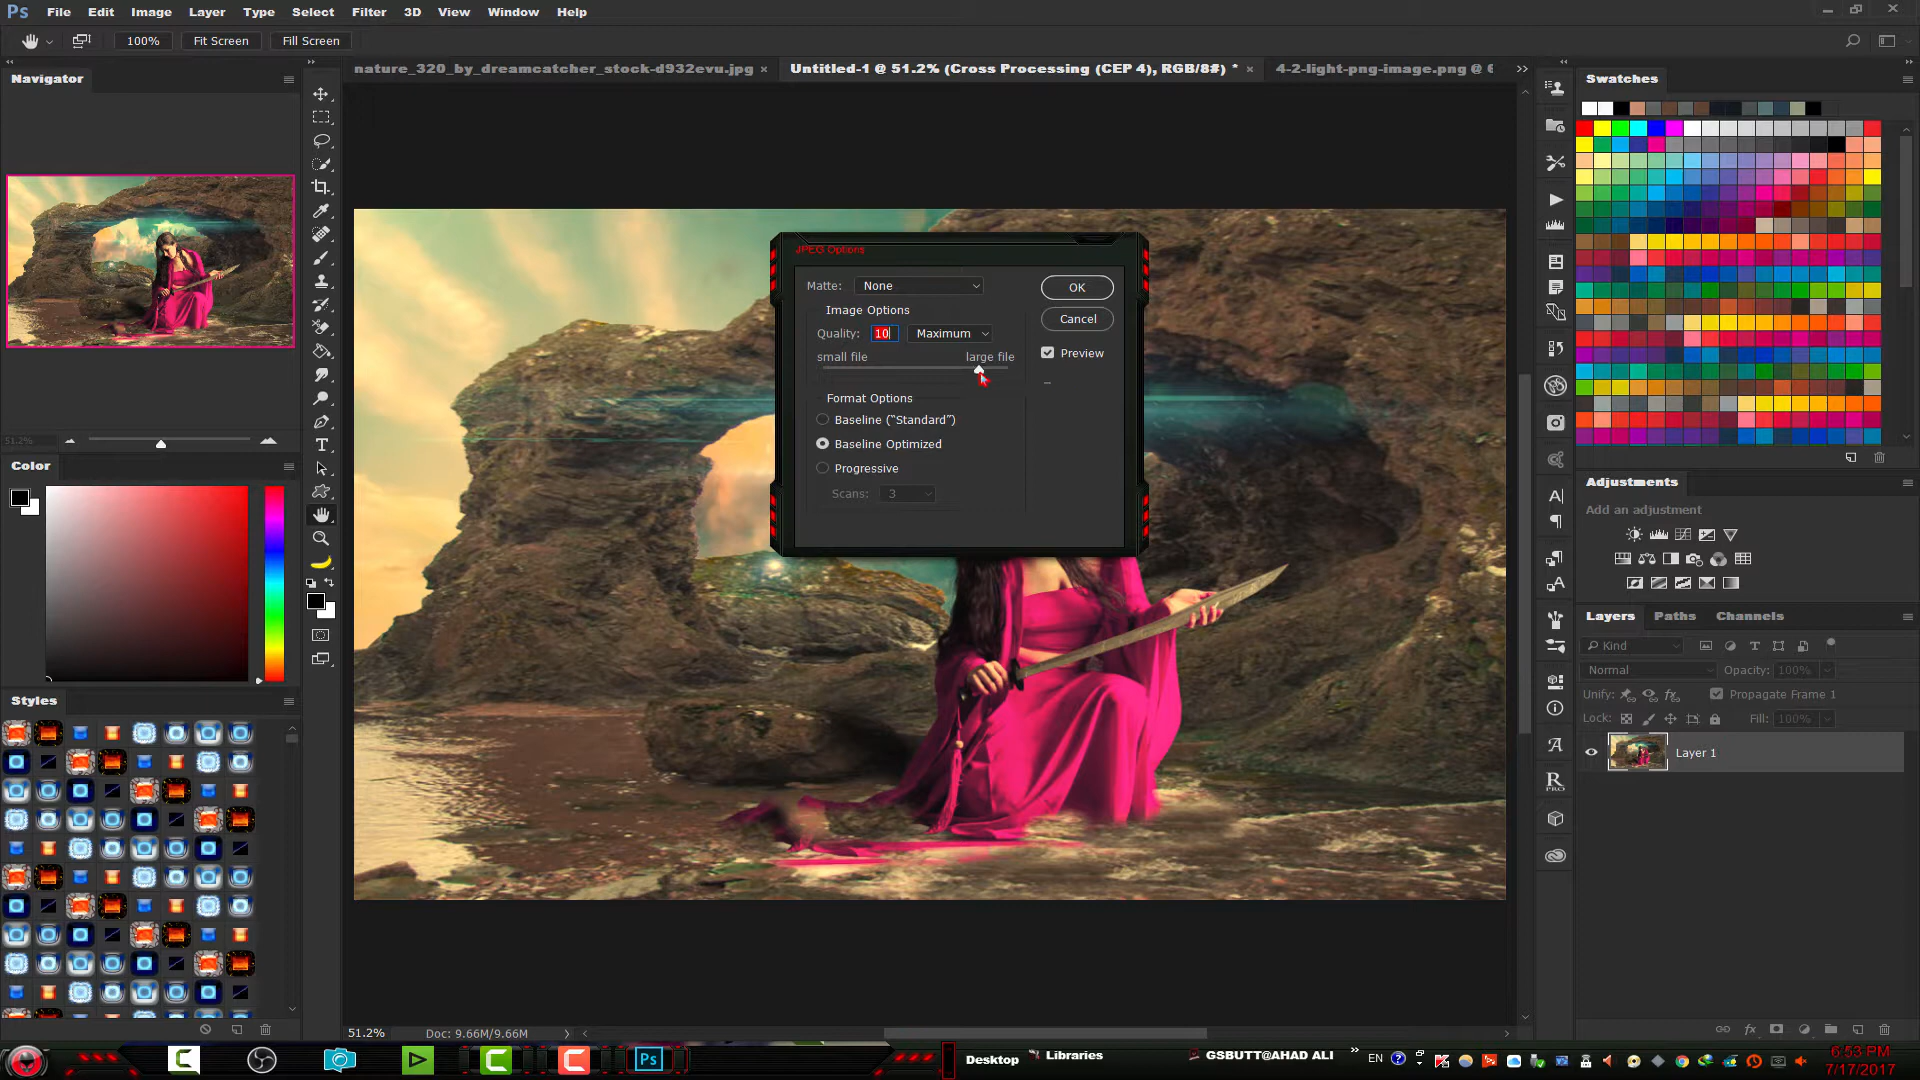 Ps File Edit Image Layer Type Select Filter 3D View Window Help
100% Fit Screen Fill Screen
Navigator
nature_320_by_dreamcatcher_stock-d932evu.jpg ×
Untitled-1 @ 51.2% (Cross Processing (CEP 4), RGB/8#) * ×
4-2-light-png-image.png @ 6
Swatches
JPEG Options
Matte: None
OK
Image Options
Cancel
Quality: 10 Maximum
Preview
small file large file
Format Options
Baseline (“Standard”)
Baseline Optimized
Progressive
Scans: 3
51.2%
Color
Styles
Adjustments
Add an adjustment
Layers Paths Channels
Kind
Normal Opacity: 100%
Unify: Propagate Frame 1
Lock: Fill: 100%
Layer 1
51.2% Doc: 9.66M/9.66M
Desktop Libraries GSBUTT@AHAD ALI EN
6:53 PM
7/17/2017